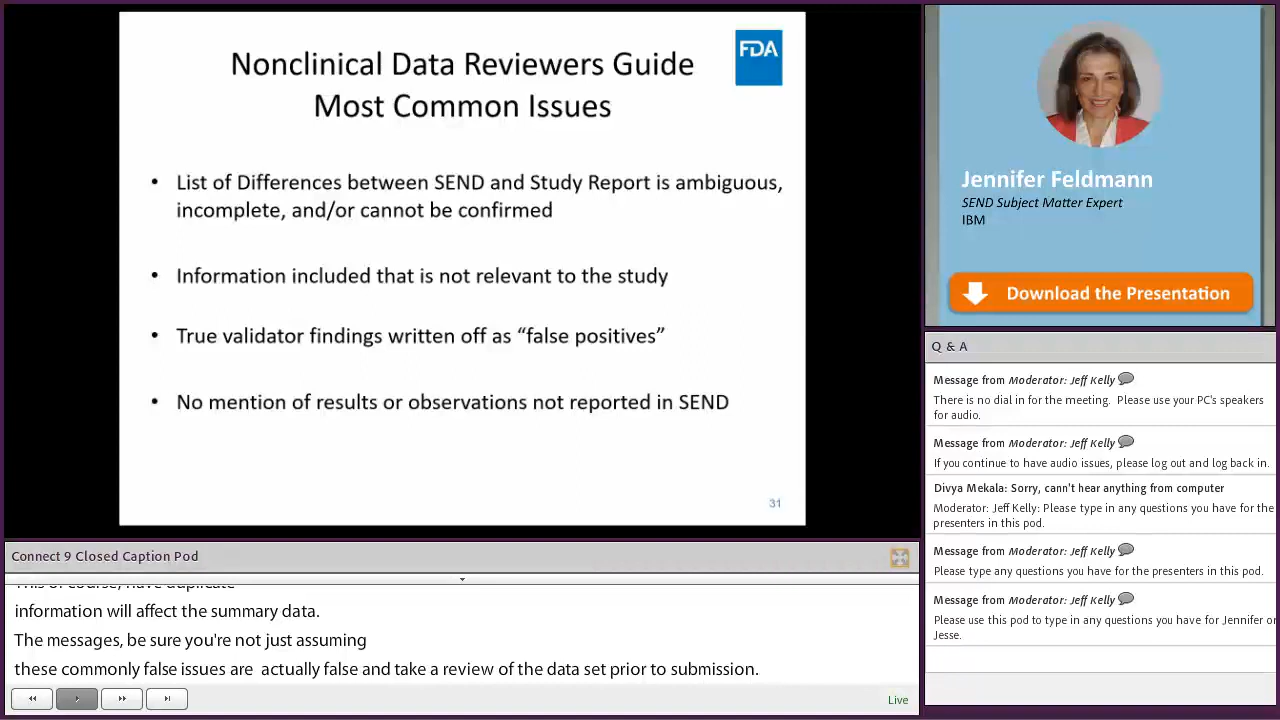 Nonclinical Data Reviewers Guide
Most Common Issues
FDA
• List of Differences between SEND and Study Report is ambiguous,
incomplete, and/or cannot be confirmed
• Information included that is not relevant to the study
• True validator findings written off as “false positives”
• No mention of results or observations not reported in SEND
31
Connect 9 Closed Caption Pod
This of course, have duplicate
information will affect the summary data.
The messages, be sure you're not just assuming
these commonly false issues are actually false and take a review of the data set prior to submission.
Live
Jennifer Feldmann
SEND Subject Matter Expert
IBM
Download the Presentation
Q & A
Message from Moderator: Jeff Kelly
There is no dial in for the meeting. Please use your PC's speakers
for audio.
Message from Moderator: Jeff Kelly
If you continue to have audio issues, please log out and log back in.
Divya Mekala: Sorry, cann't hear anything from computer
Moderator: Jeff Kelly: Please type in any questions you have for the
presenters in this pod.
Message from Moderator: Jeff Kelly
Please type any questions you have for the presenters in this pod.
Message from Moderator: Jeff Kelly
Please use this pod to type in any questions you have for Jennifer or
Jesse.